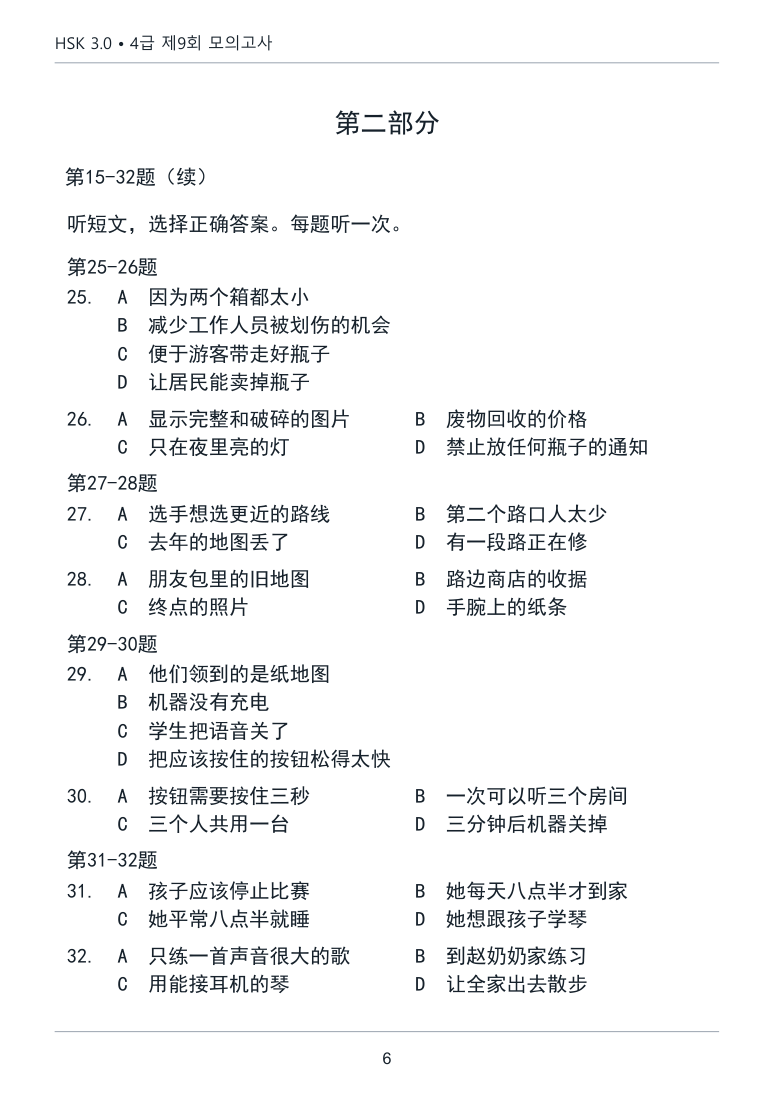 HSK 3.0 • 4급 제9회 모의고사
第二部分
第15-32题（续）
听短文，选择正确答案。每题听一次。
第25-26题
25. A 因为两个箱都太小
B 减少工作人员被划伤的机会
C 便于游客带走好瓶子
D 让居民能卖掉瓶子
26. A 显示完整和破碎的图片 B 废物回收的价格
C 只在夜里亮的灯 D 禁止放任何瓶子的通知
第27-28题
27. A 选手想选更近的路线 B 第二个路口人太少
C 去年的地图丢了 D 有一段路正在修
28. A 朋友包里的旧地图 B 路边商店的收据
C 终点的照片 D 手腕上的纸条
第29-30题
29. A 他们领到的是纸地图
B 机器没有充电
C 学生把语音关了
D 把应该按住的按钮松得太快
30. A 按钮需要按住三秒 B 一次可以听三个房间
C 三个人共用一台 D 三分钟后机器关掉
第31-32题
31. A 孩子应该停止比赛 B 她每天八点半才到家
C 她平常八点半就睡 D 她想跟孩子学琴
32. A 只练一首声音很大的歌 B 到赵奶奶家练习
C 用能接耳机的琴 D 让全家出去散步
6